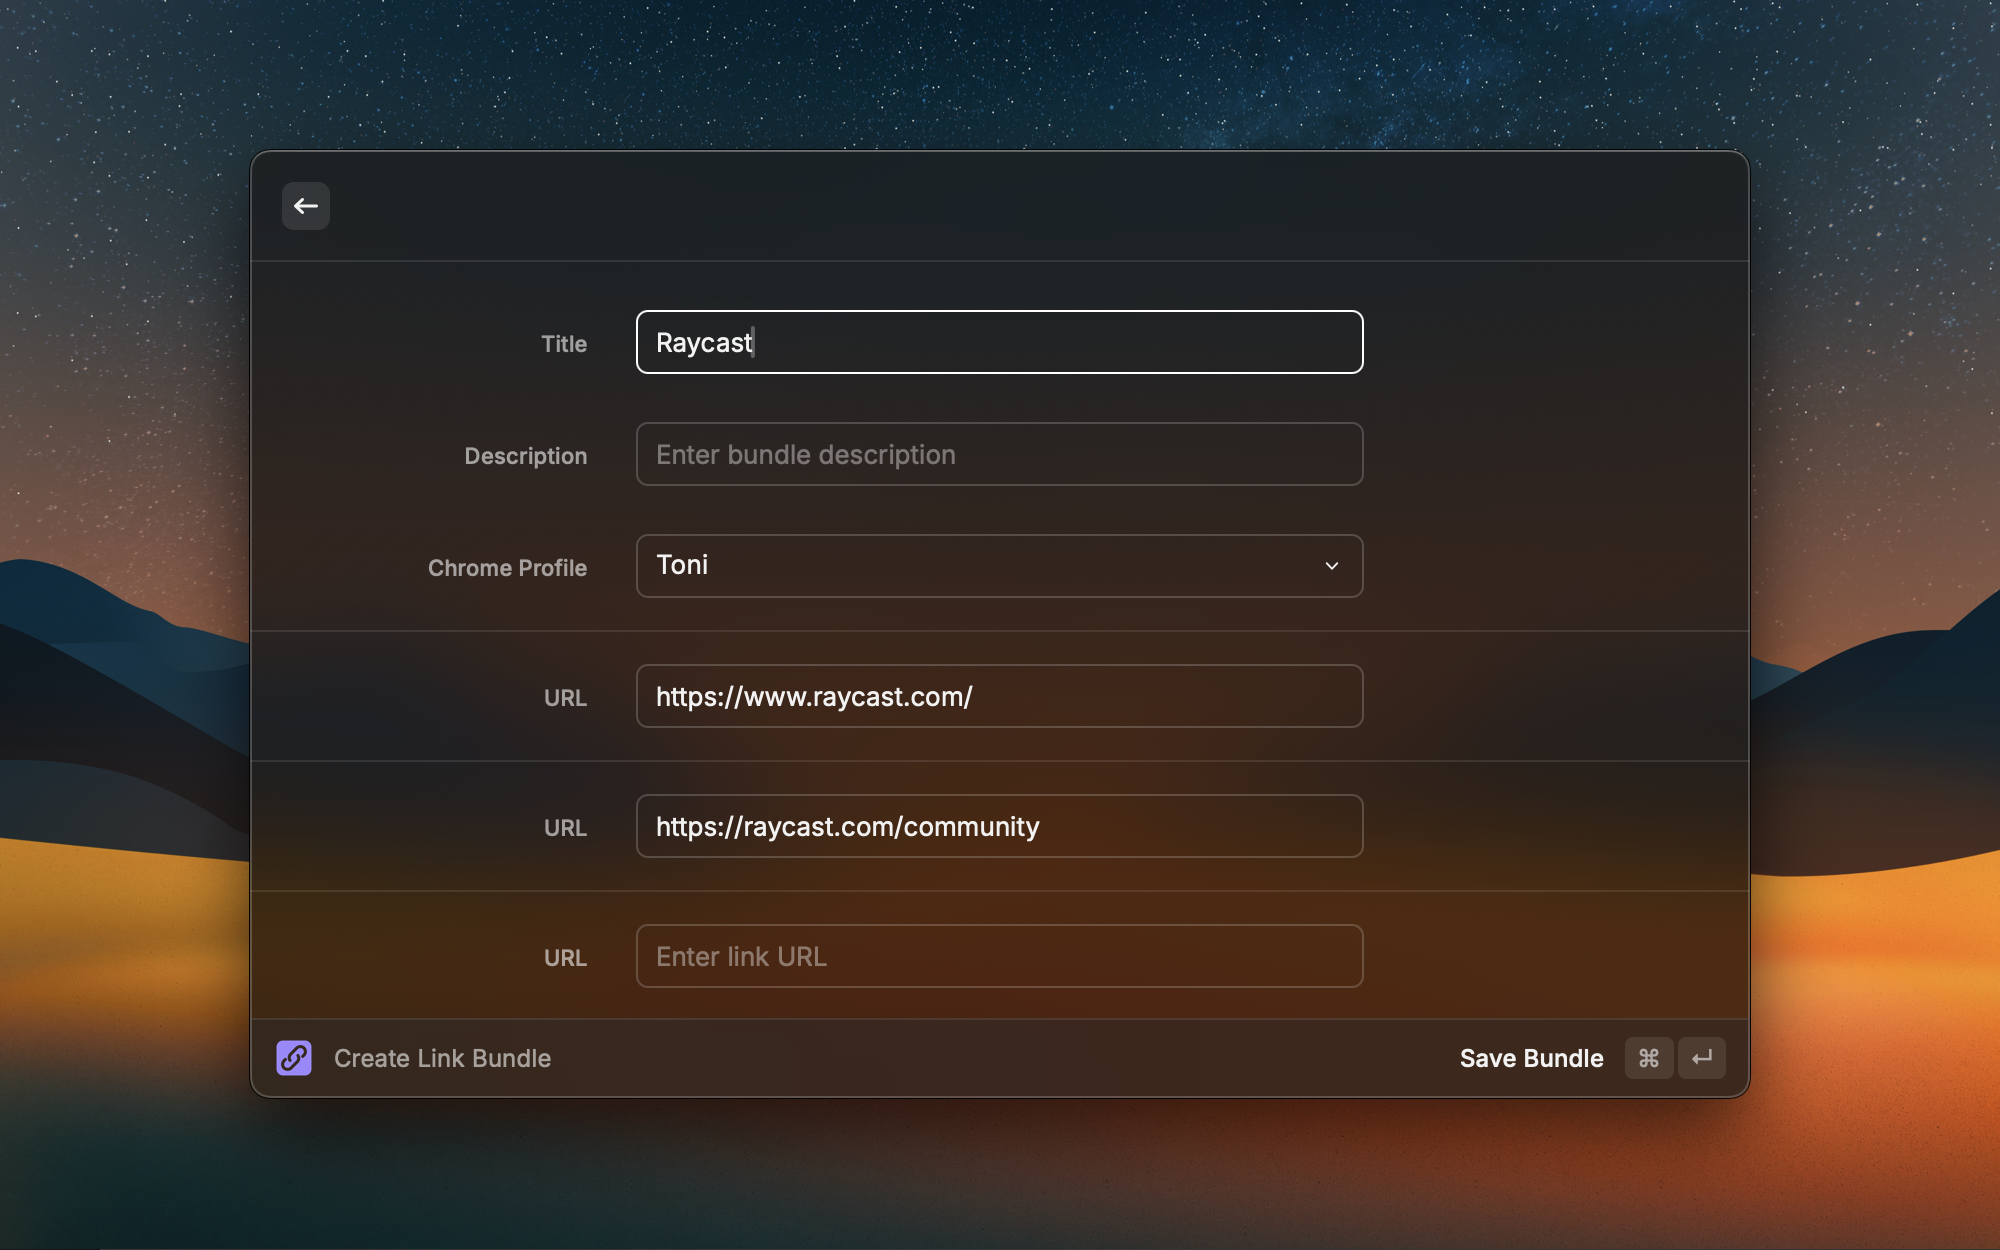 Title
Raycast
Description
Enter bundle description
Chrome Profile
Toni
URL
https://www.raycast.com/
URL
https://raycast.com/community
URL
Enter link URL
Create Link Bundle
Save Bundle ⌘ ↵